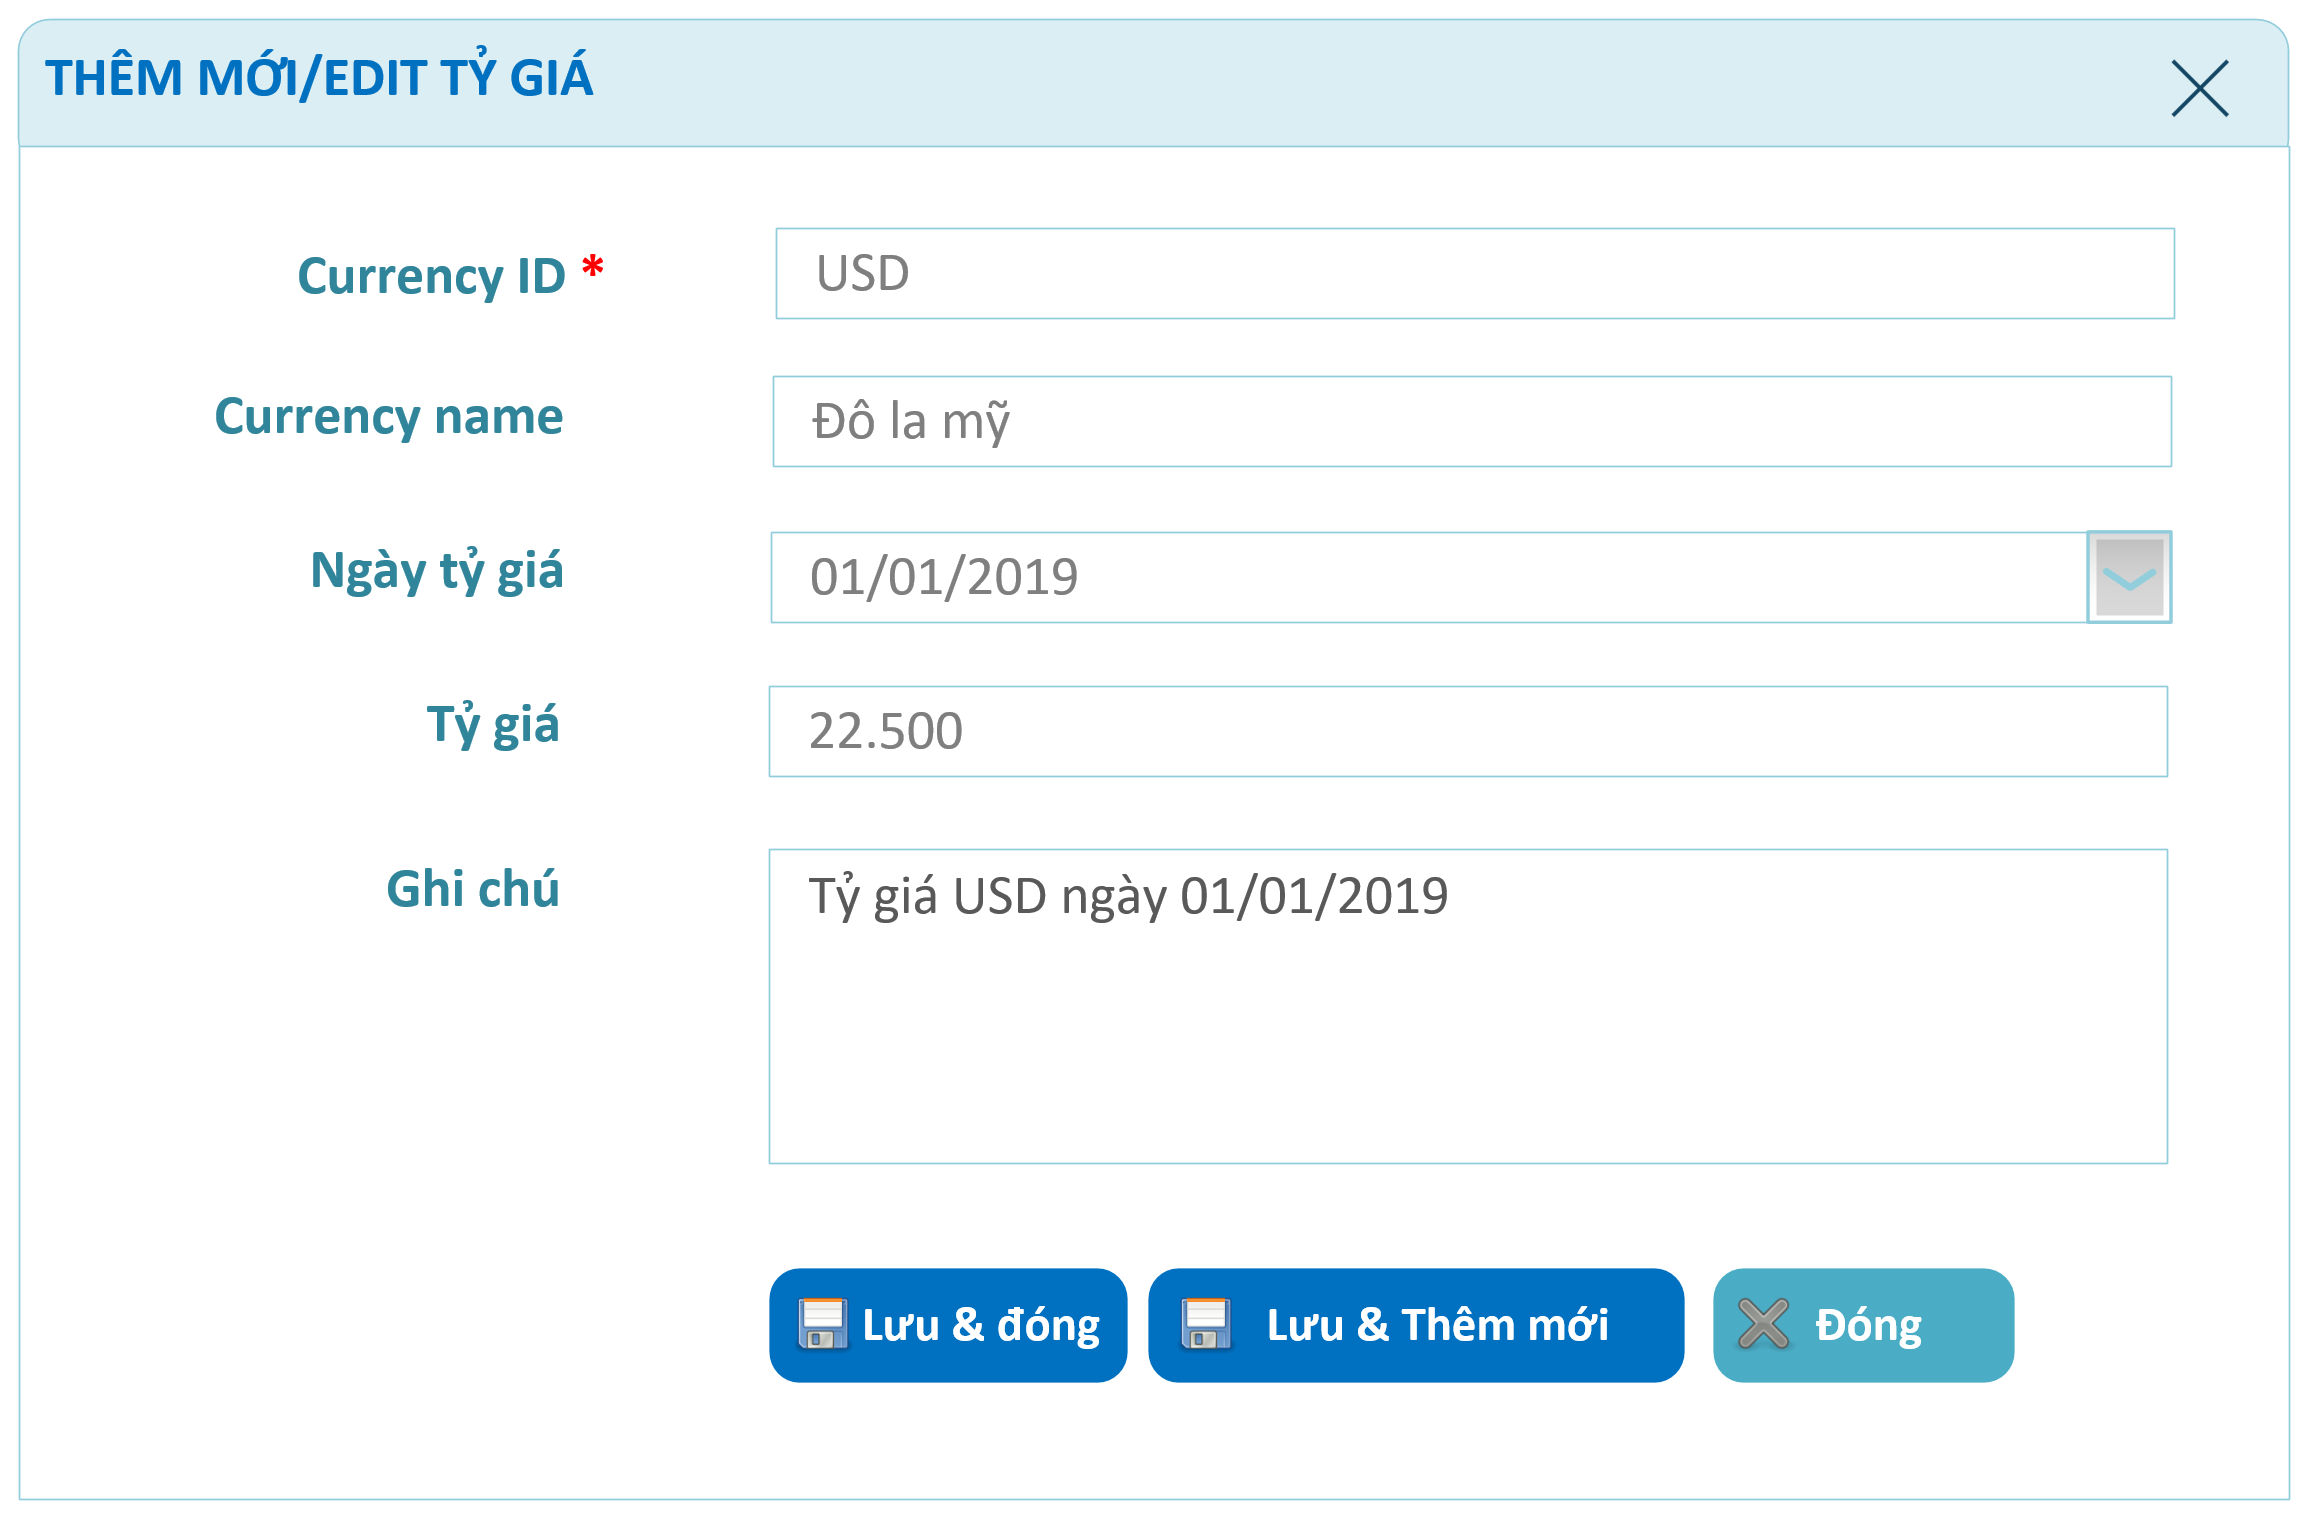 THÊM MỚI/EDIT TỶ GIÁ
Currency ID * USD
Currency name Đô la mỹ
Ngày tỷ giá 01/01/2019
Tỷ giá 22.500
Ghi chú Tỷ giá USD ngày 01/01/2019
Lưu & đóng Lưu & Thêm mới Đóng